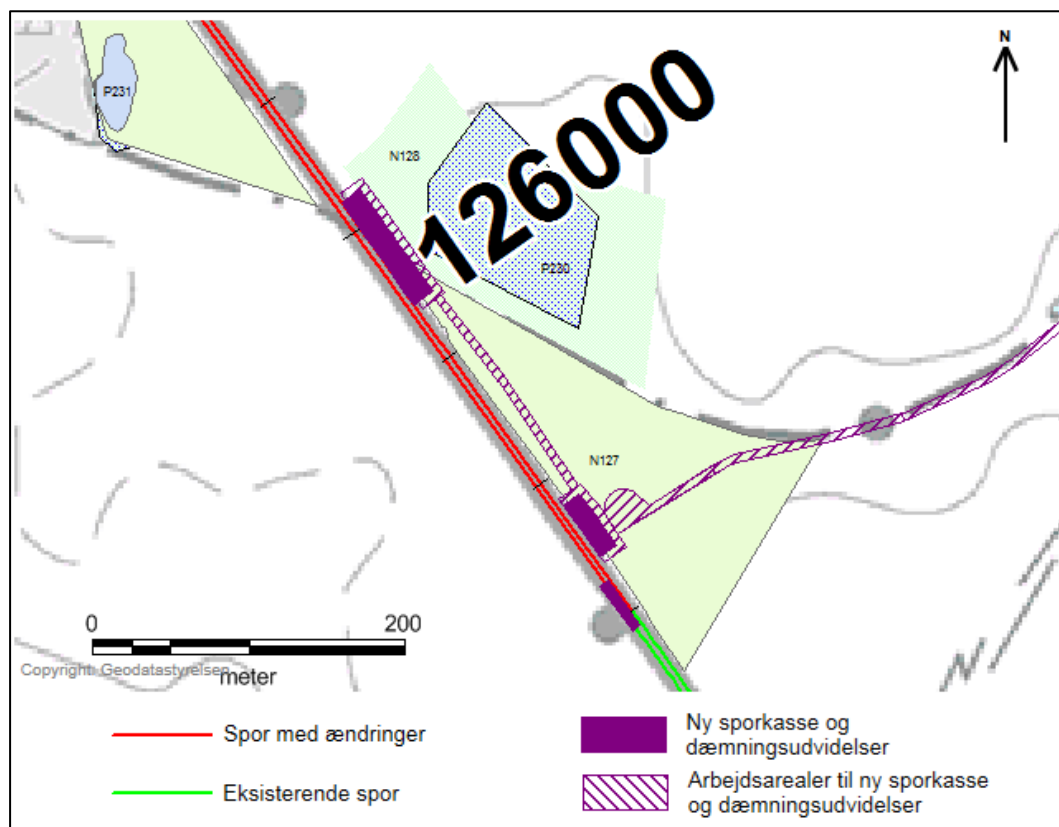 N
P231
N128
126000
P230
N127
0 200
meter
Copyright: Geodatastyrelsen
Spor med ændringer
Eksisterende spor
Ny sporkasse og
dæmningsudvidelser
Arbejdsarealer til ny sporkasse
og dæmningsudvidelser